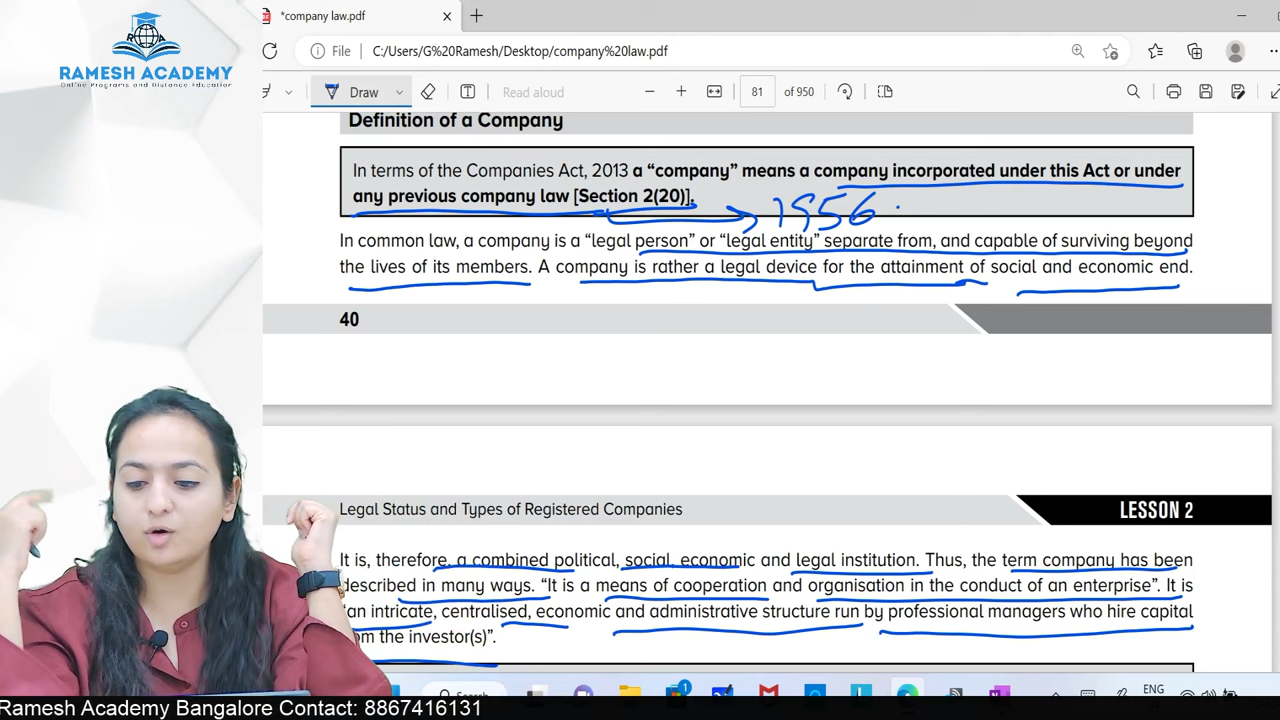 *company law.pdf
RAMESH ACADEMY
Online Programs and Distance Education
File
C:/Users/G%20Ramesh/Desktop/company%20law.pdf
Draw
Read aloud
81 of 950
Definition of a Company
In terms of the Companies Act, 2013 a “company” means a company incorporated under this Act or under
any previous company law [Section 2(20)].
1956
In common law, a company is a “legal person” or “legal entity” separate from, and capable of surviving beyond
the lives of its members. A company is rather a legal device for the attainment of social and economic end.
40
Legal Status and Types of Registered Companies
LESSON 2
It is, therefore, a combined political, social, economic and legal institution. Thus, the term company has been
described in many ways. “It is a means of cooperation and organisation in the conduct of an enterprise”. It is
“an intricate, centralised, economic and administrative structure run by professional managers who hire capital
the investor(s)”.
Search
ENG
Ramesh Academy Bangalore Contact: 8867416131